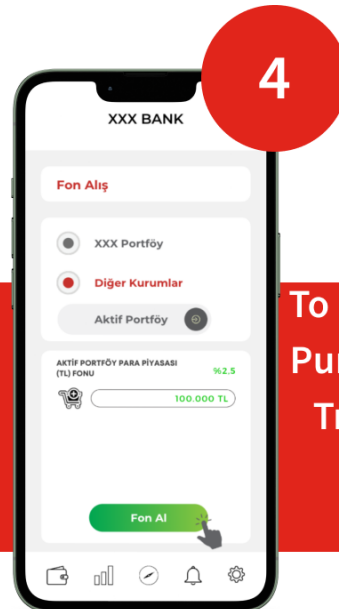 4
XXX BANK
Fon Alış
XXX Portföy
Diğer Kurumlar
Aktif Portföy
AKTİF PORTFÖY PARA PİYASASI
(TL) FONU
%2.5
100.000 TL
Fon Al
To